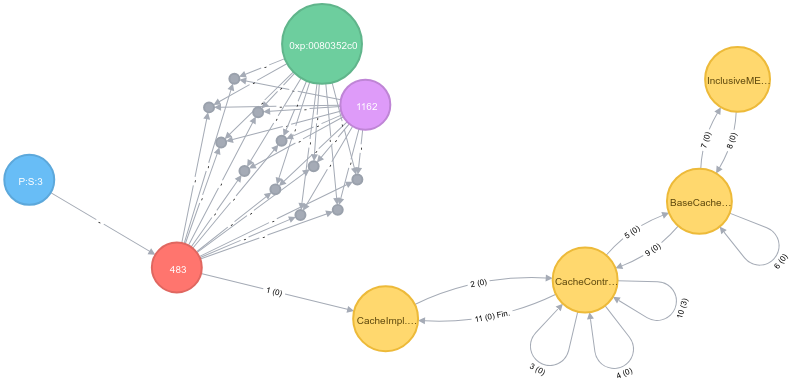 0xp:0080352c0
1162
P:S:3
483
InclusiveME...
BaseCache...
CacheContr...
CacheImpl....
-
1 (0)
2 (0)
3 (0)
4 (0)
5 (0)
6 (0)
7 (0)
8 (0)
9 (0)
10 (3)
11 (0) Fin.